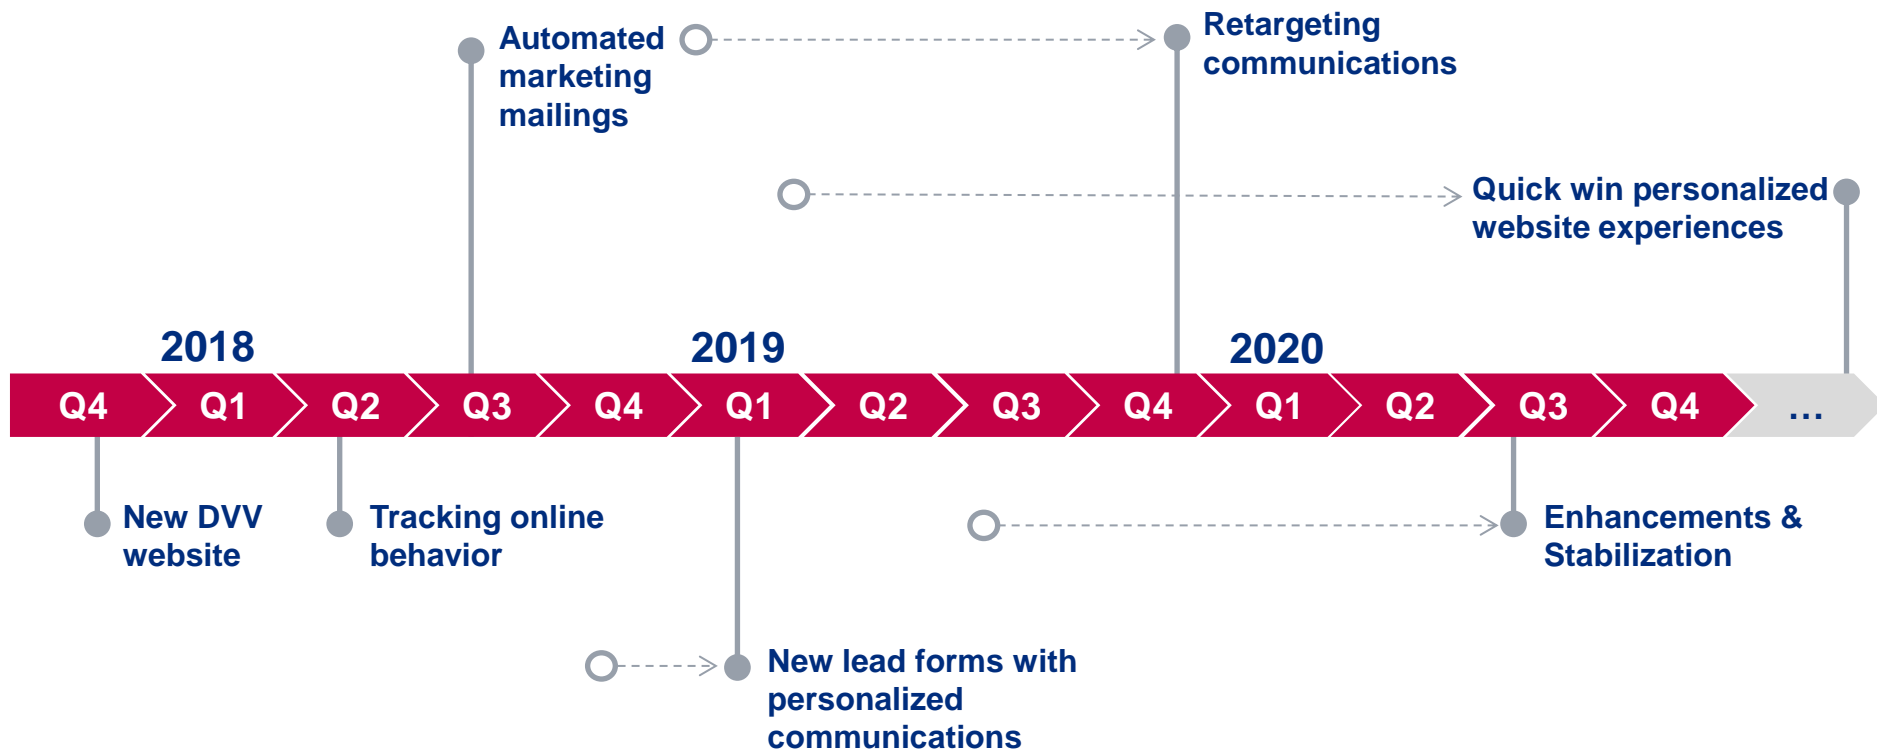 Automated
marketing
mailings
Retargeting
communications
Quick win personalized
website experiences
2018
2019
2020
Q4 Q1 Q2 Q3 Q4 Q1 Q2 Q3 Q4 Q1 Q2 Q3 Q4 ...
New DVV
website
Tracking online
behavior
Enhancements &
Stabilization
New lead forms with
personalized
communications